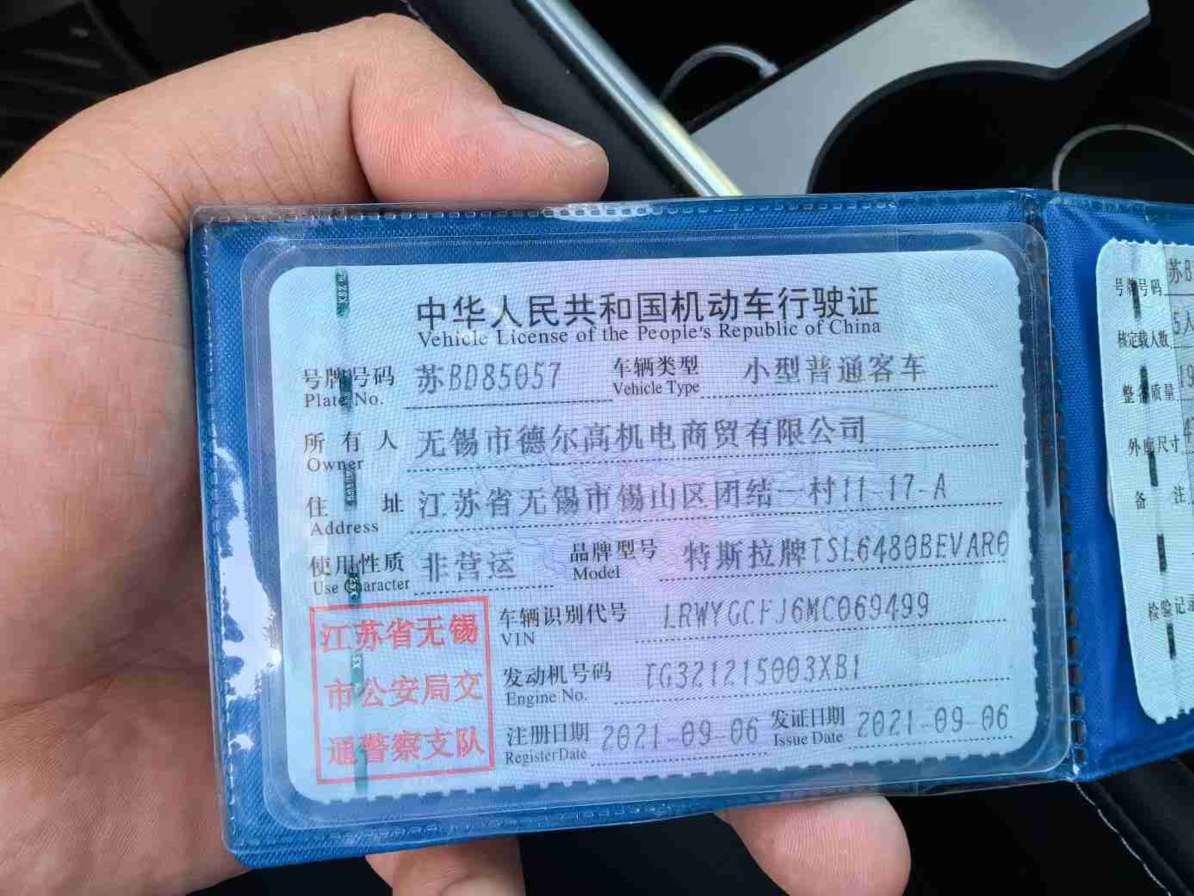 中华人民共和国机动车行驶证
Vehicle License of the People's Republic of China
号牌号码 苏BD85057 车辆类型 小型普通客车
Plate No. Vehicle Type
所有人 无锡市德尔高机电商贸有限公司
Owner
住址 江苏省无锡市锡山区团结一村11-17-A
Address
使用性质 非营运 品牌型号 特斯拉牌TSL6480BEVAR0
Use Character Model
江苏省无锡
市公安局交
通警察支队
车辆识别代号 LRWYGCFJ6MC069499
VIN
发动机号码 TG321215003XB1
Engine No.
注册日期 2021-09-06 发证日期 2021-09-06
Register Date Issue Date
号牌号码 苏B
核定载人数 5人
整备质量 19
外廓尺寸 4
备注
检验记